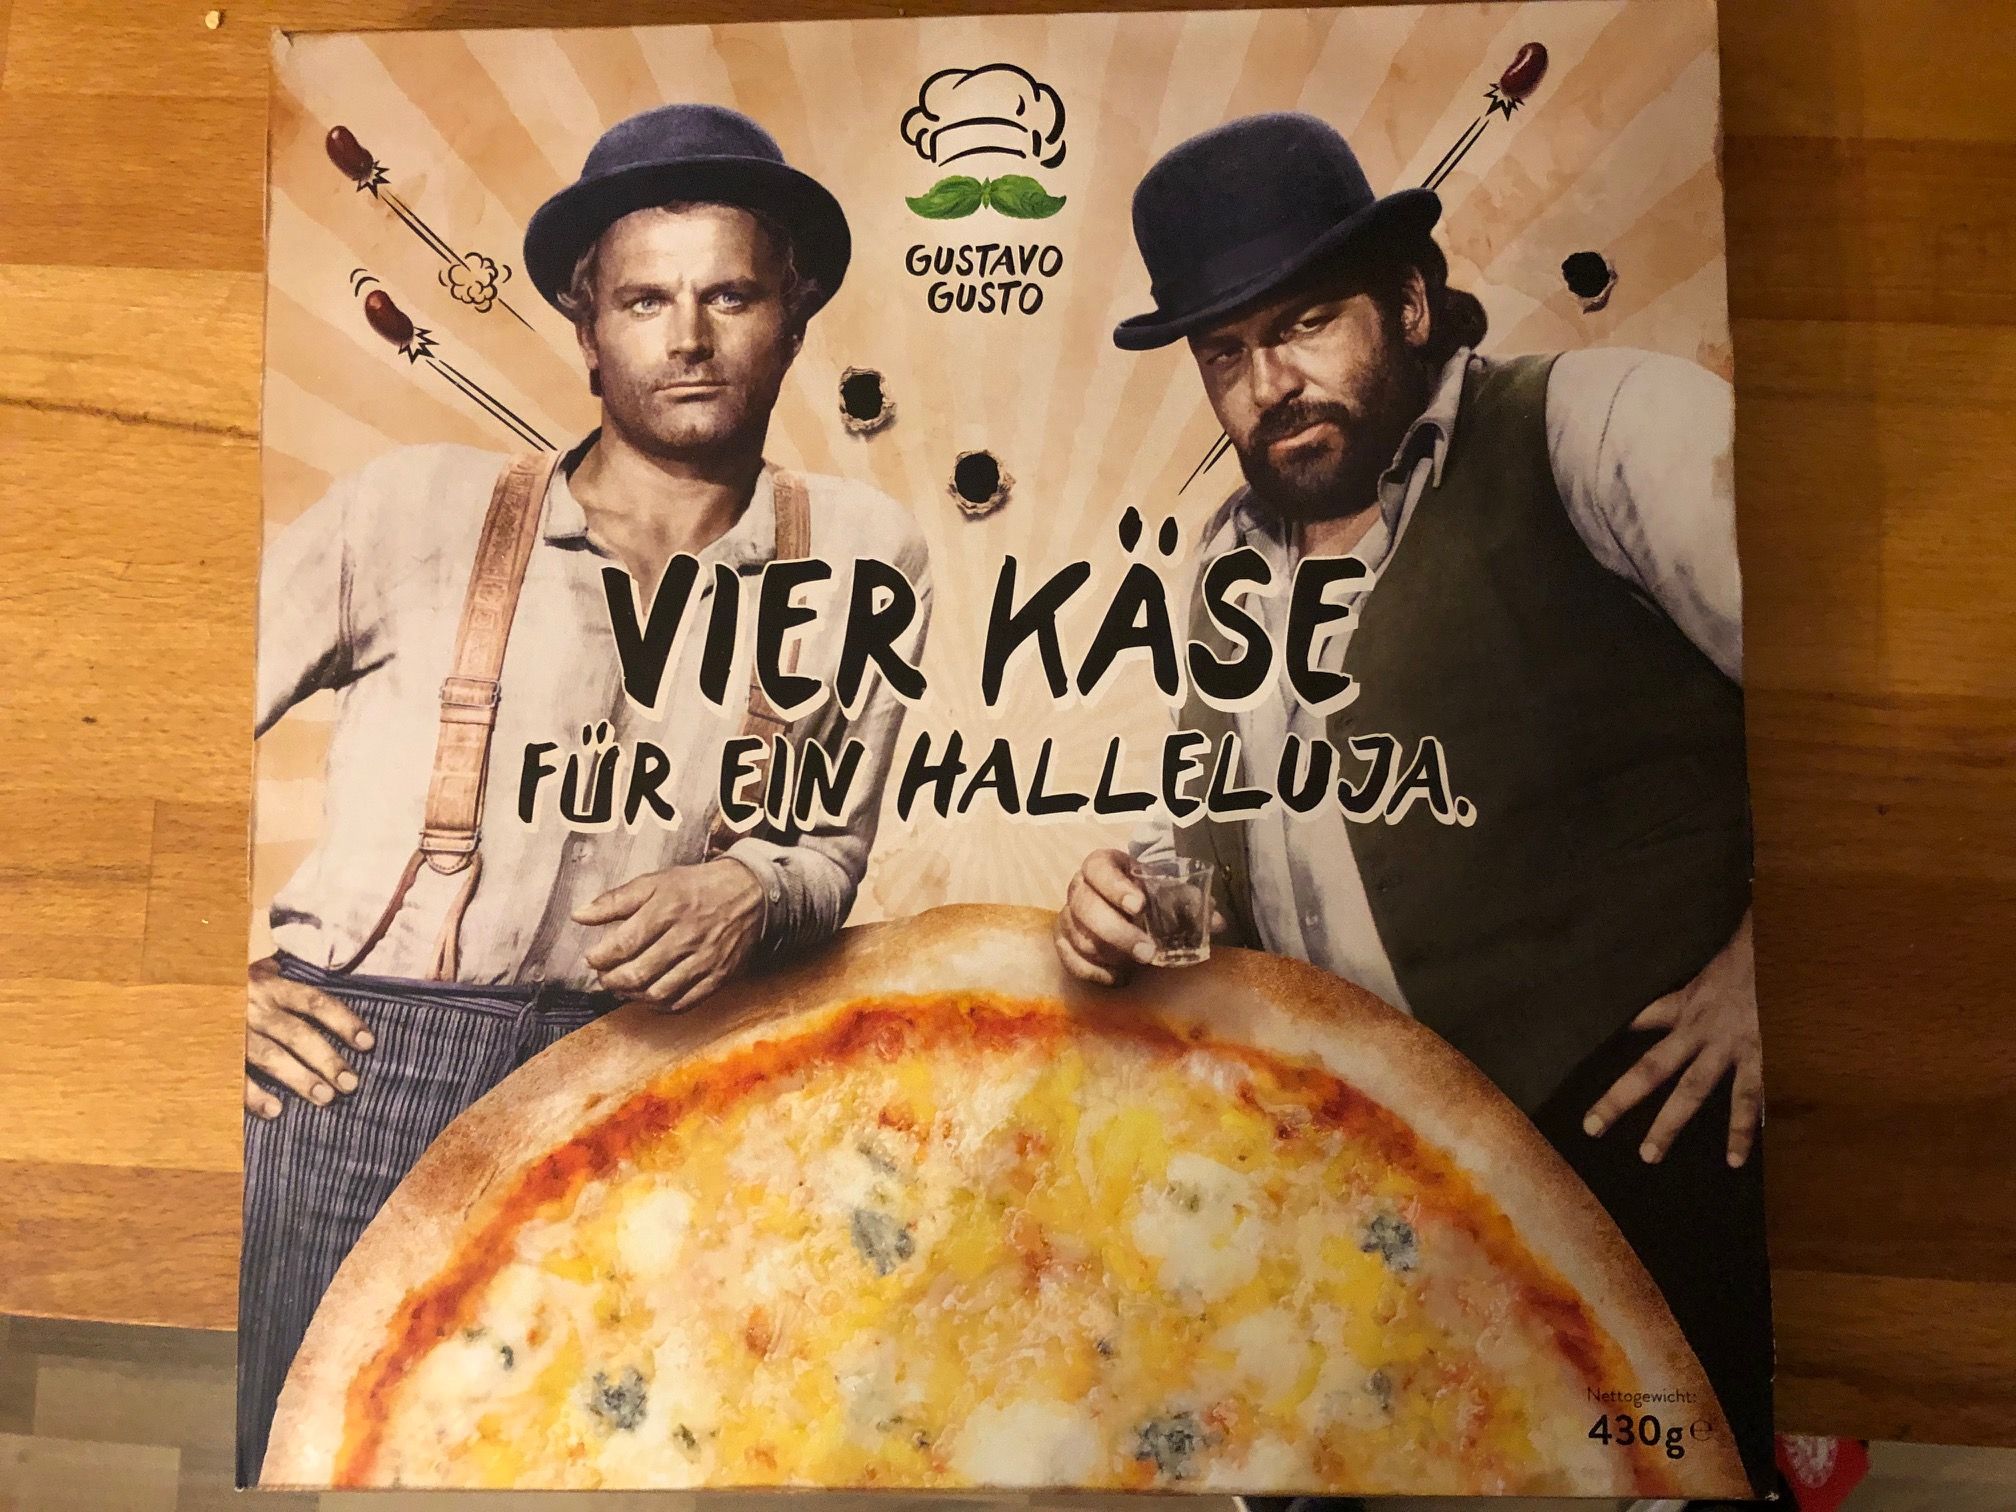 GUSTAVO
GUSTO
VIER KÄSE
FÜR EIN HALLELUJA.
Nettogewicht:
430g e